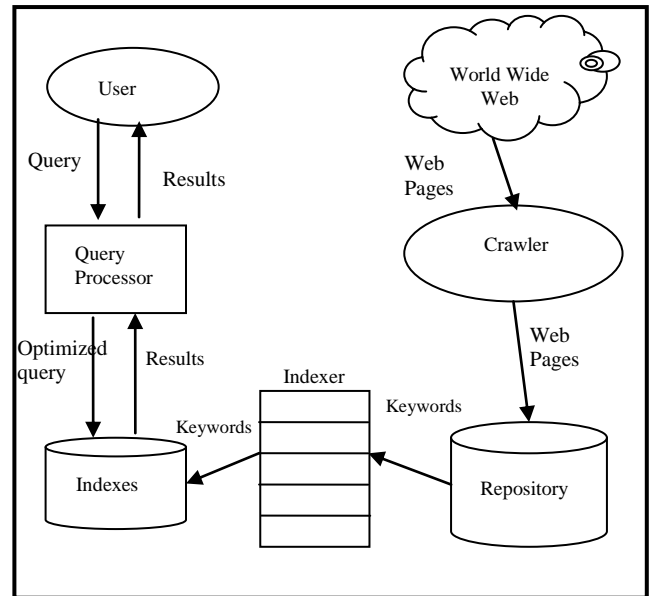 User
World Wide
Web
Query
Results
Web
Pages
Query
Processor
Crawler
Optimized
query
Results
Web
Pages
Indexer
Keywords
Keywords
Indexes
Repository